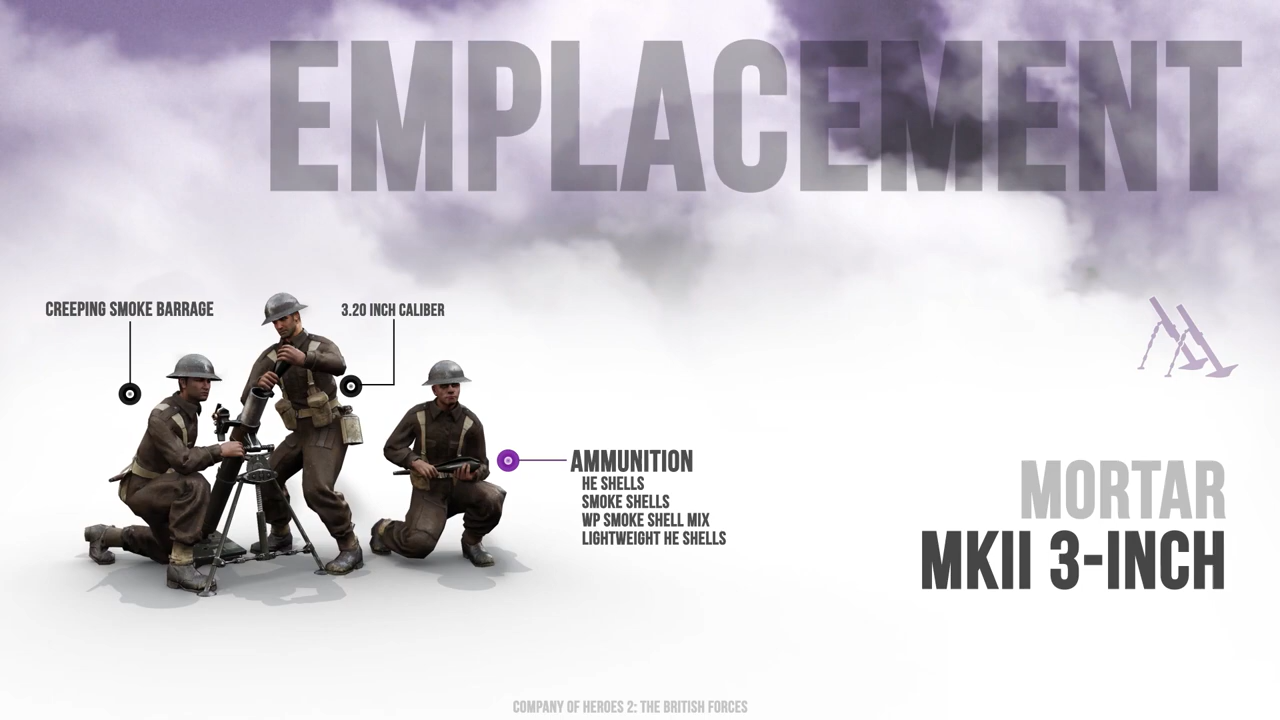 EMPLACEMENT
CREEPING SMOKE BARRAGE
3.20 INCH CALIBER
AMMUNITION
HE SHELLS
SMOKE SHELLS
WP SMOKE SHELL MIX
LIGHTWEIGHT HE SHELLS
MORTAR
MKII 3-INCH
COMPANY OF HEROES 2: THE BRITISH FORCES